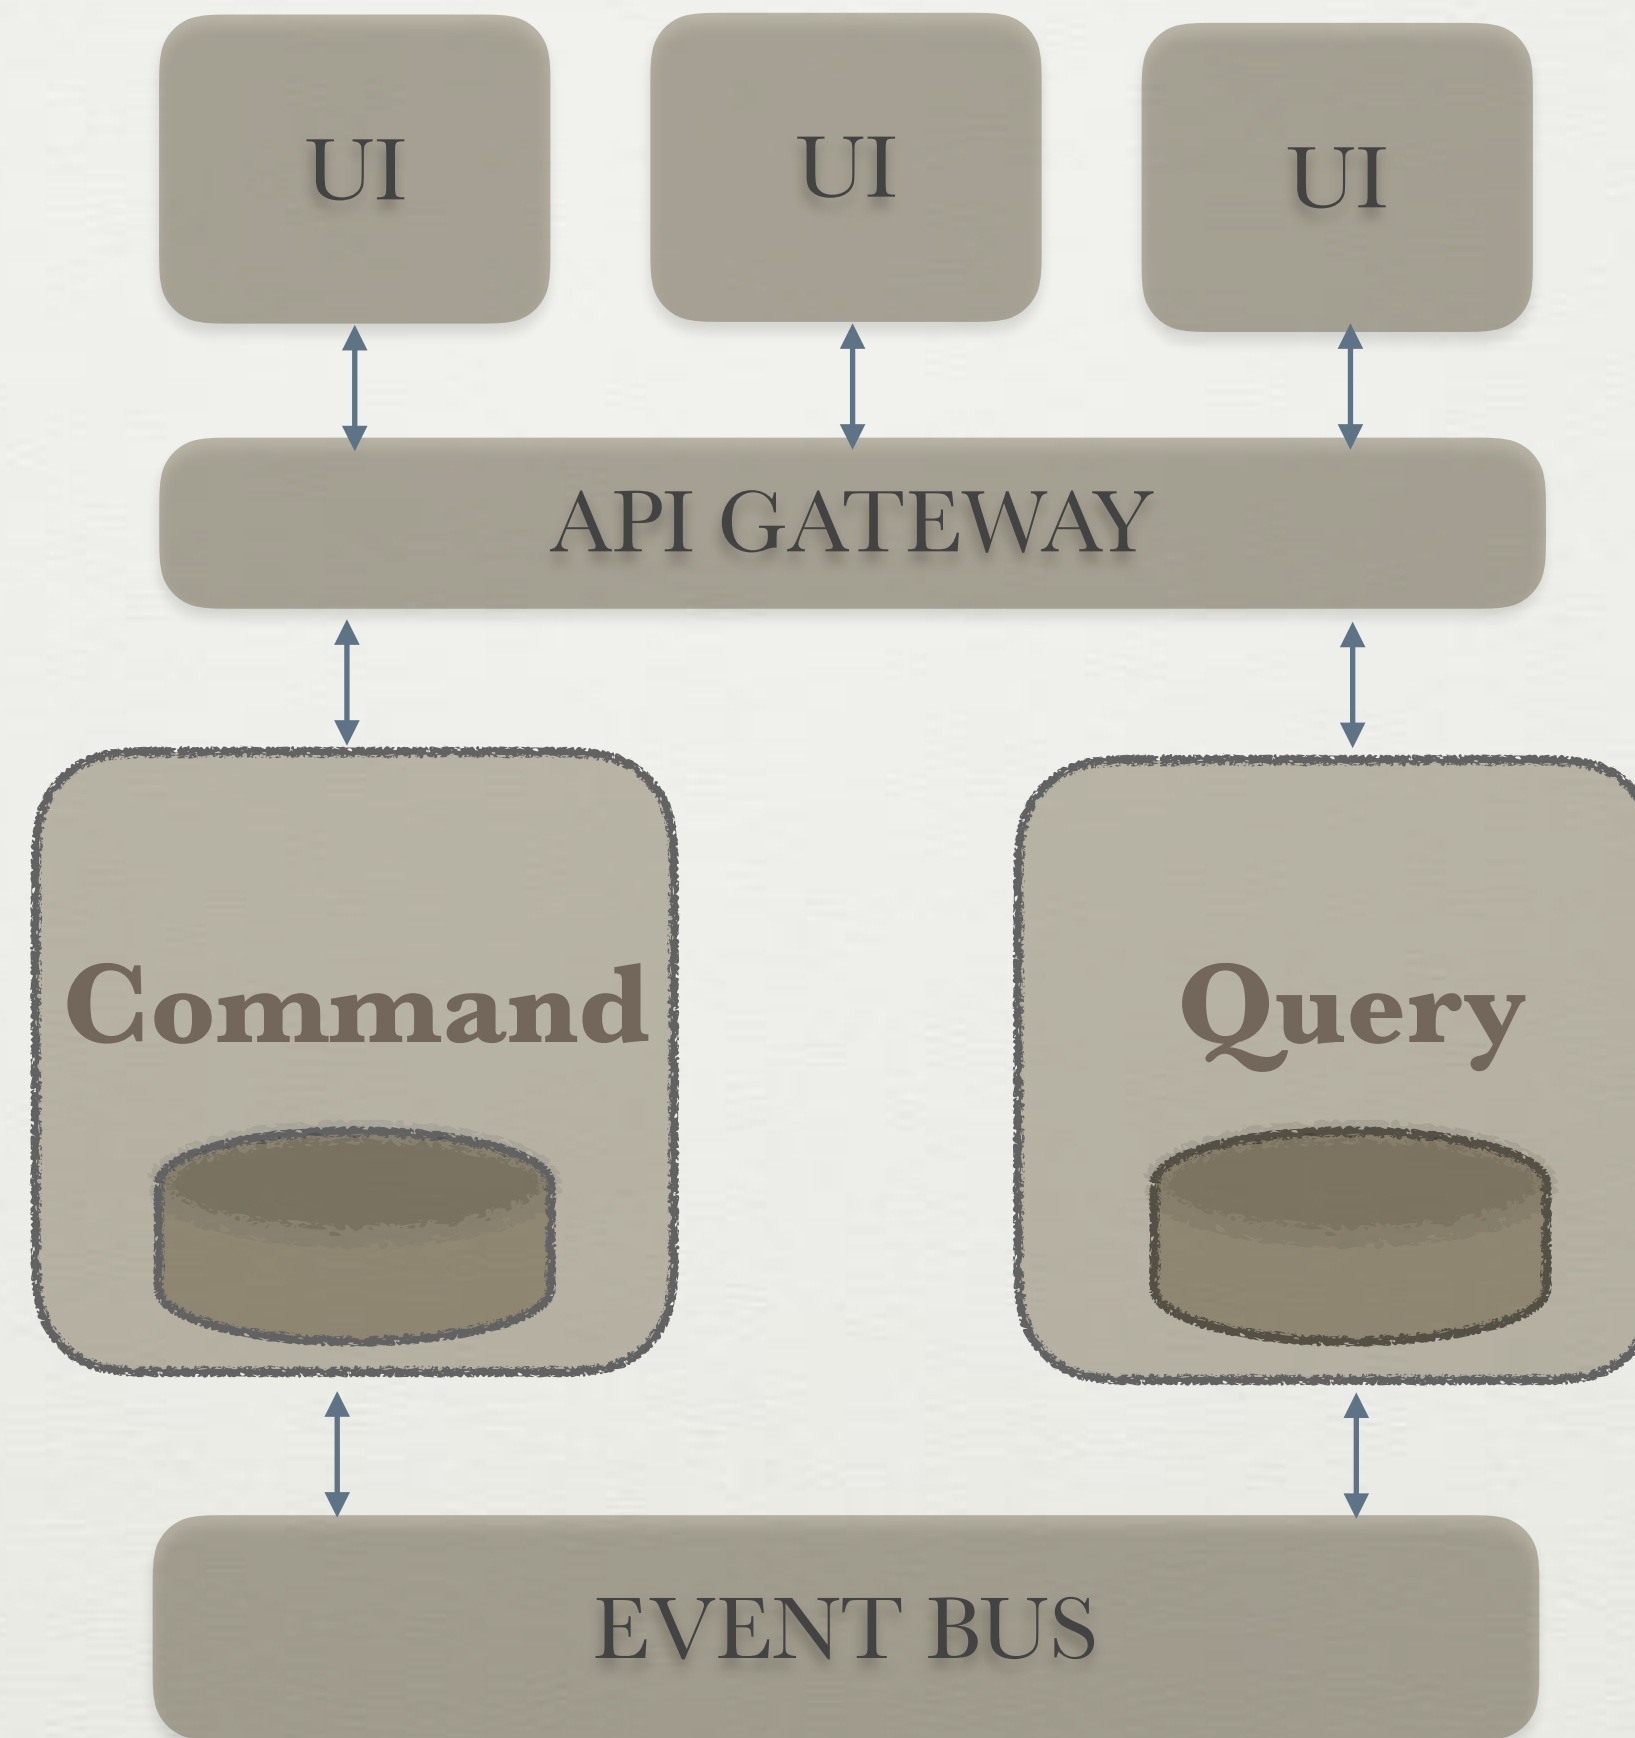 UI
UI
UI
API GATEWAY
Command
Query
EVENT BUS